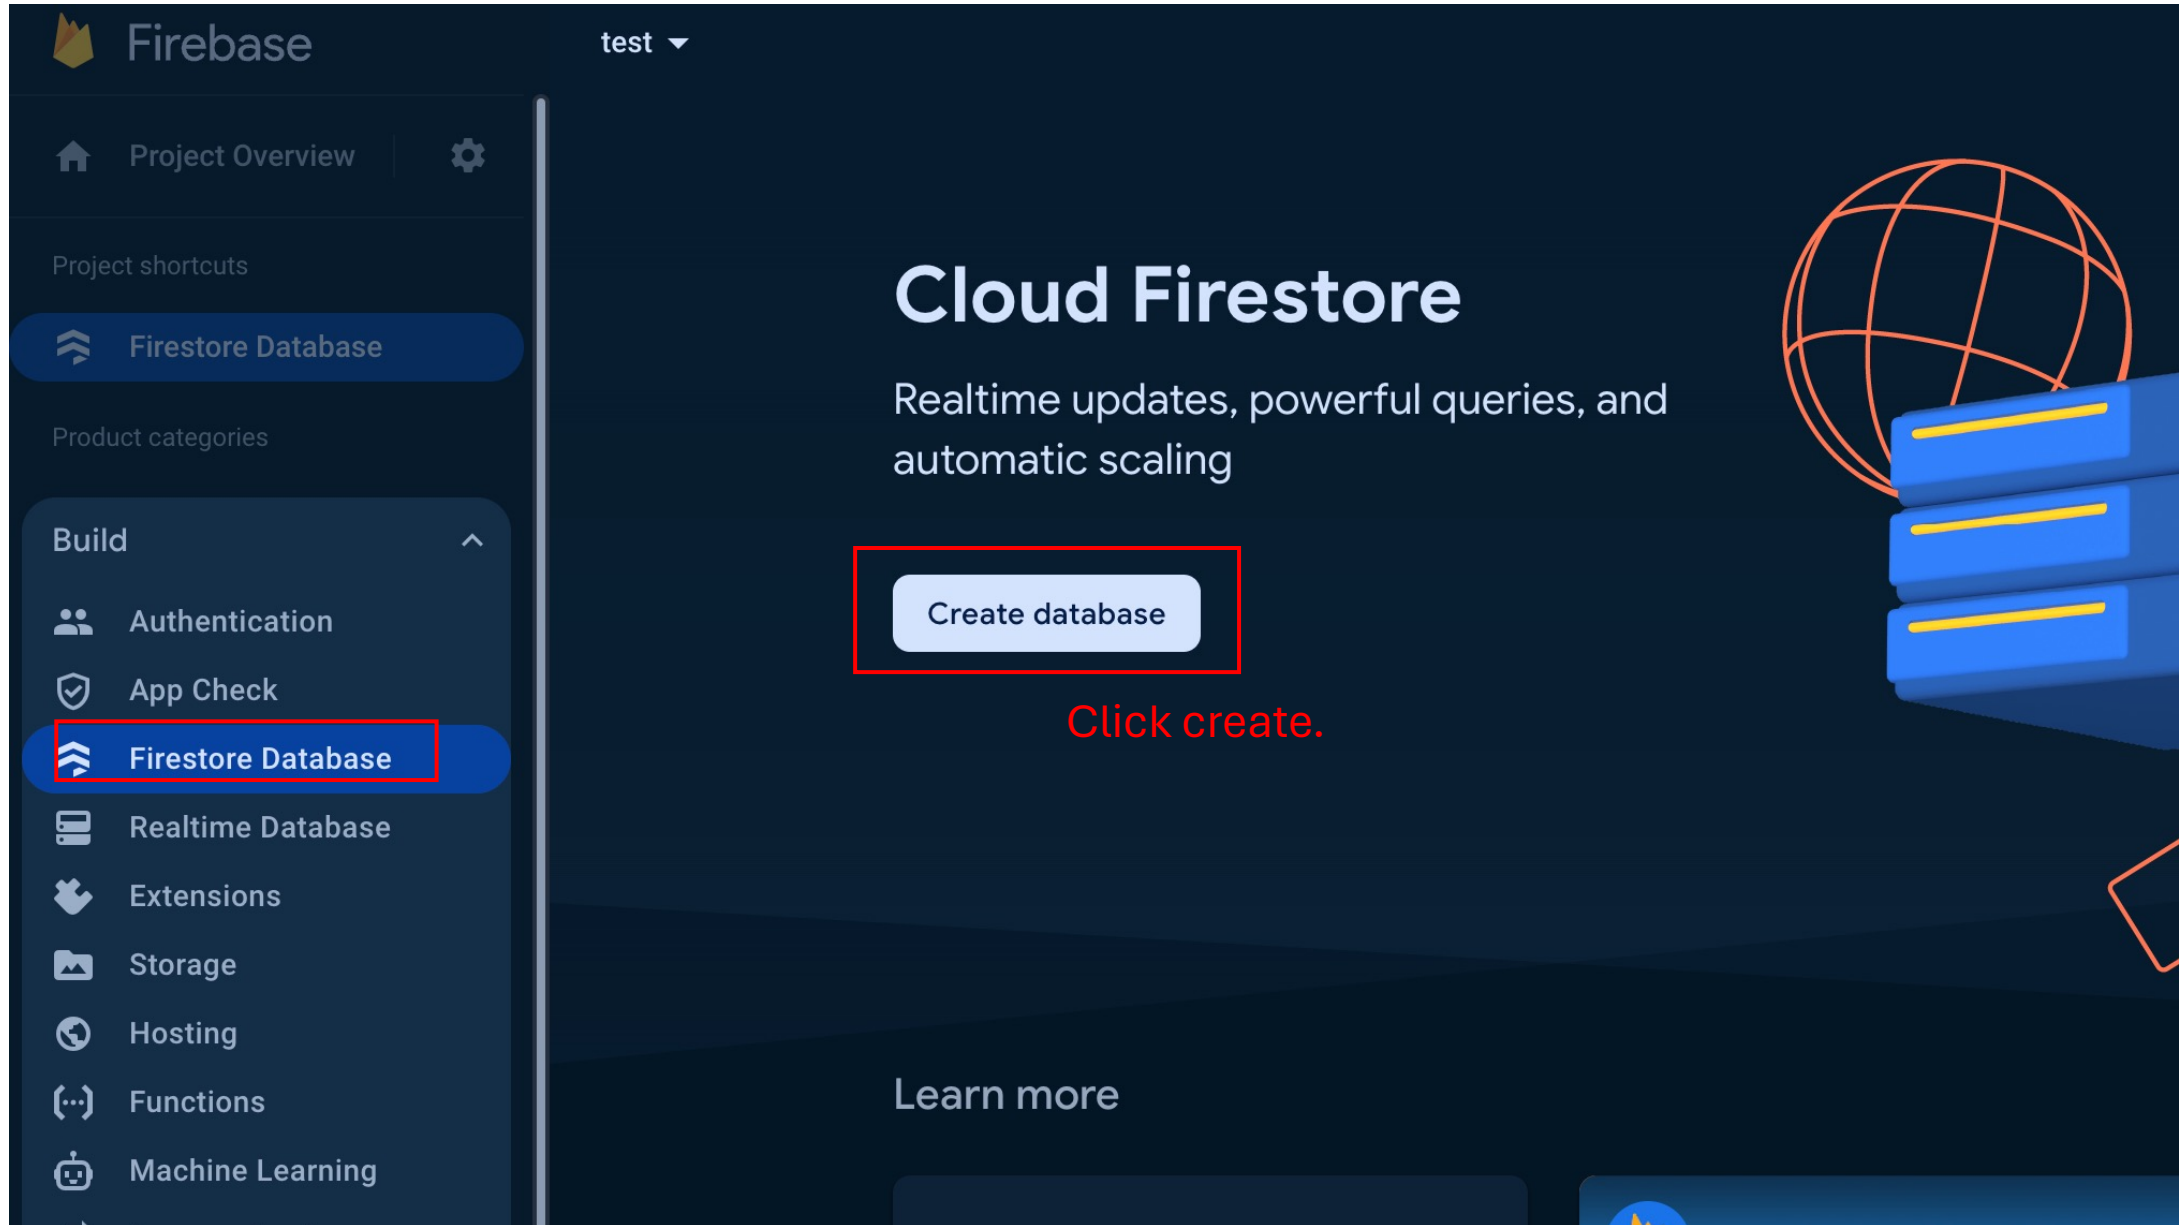 Firebase
test
Project Overview
Project shortcuts
Firestore Database
Product categories
Build
Authentication
App Check
Firestore Database
Realtime Database
Extensions
Storage
Hosting
Functions
Machine Learning
Cloud Firestore
Realtime updates, powerful queries, and
automatic scaling
Create database
Click create.
Learn more